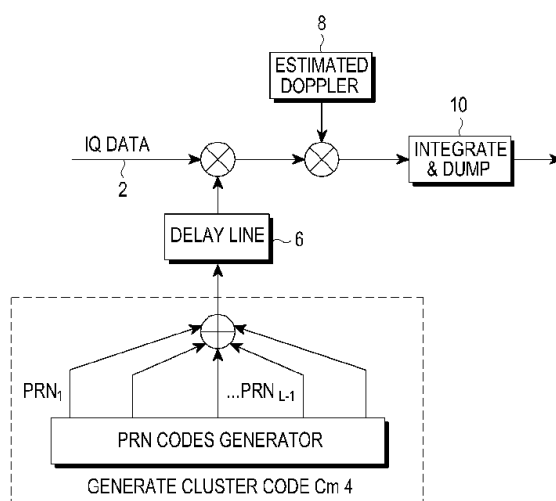 8
ESTIMATED
DOPPLER
10
IQ DATA
2
INTEGRATE
& DUMP
DELAY LINE
6
PRN1
...PRN L-1
PRN CODES GENERATOR
GENERATE CLUSTER CODE Cm 4